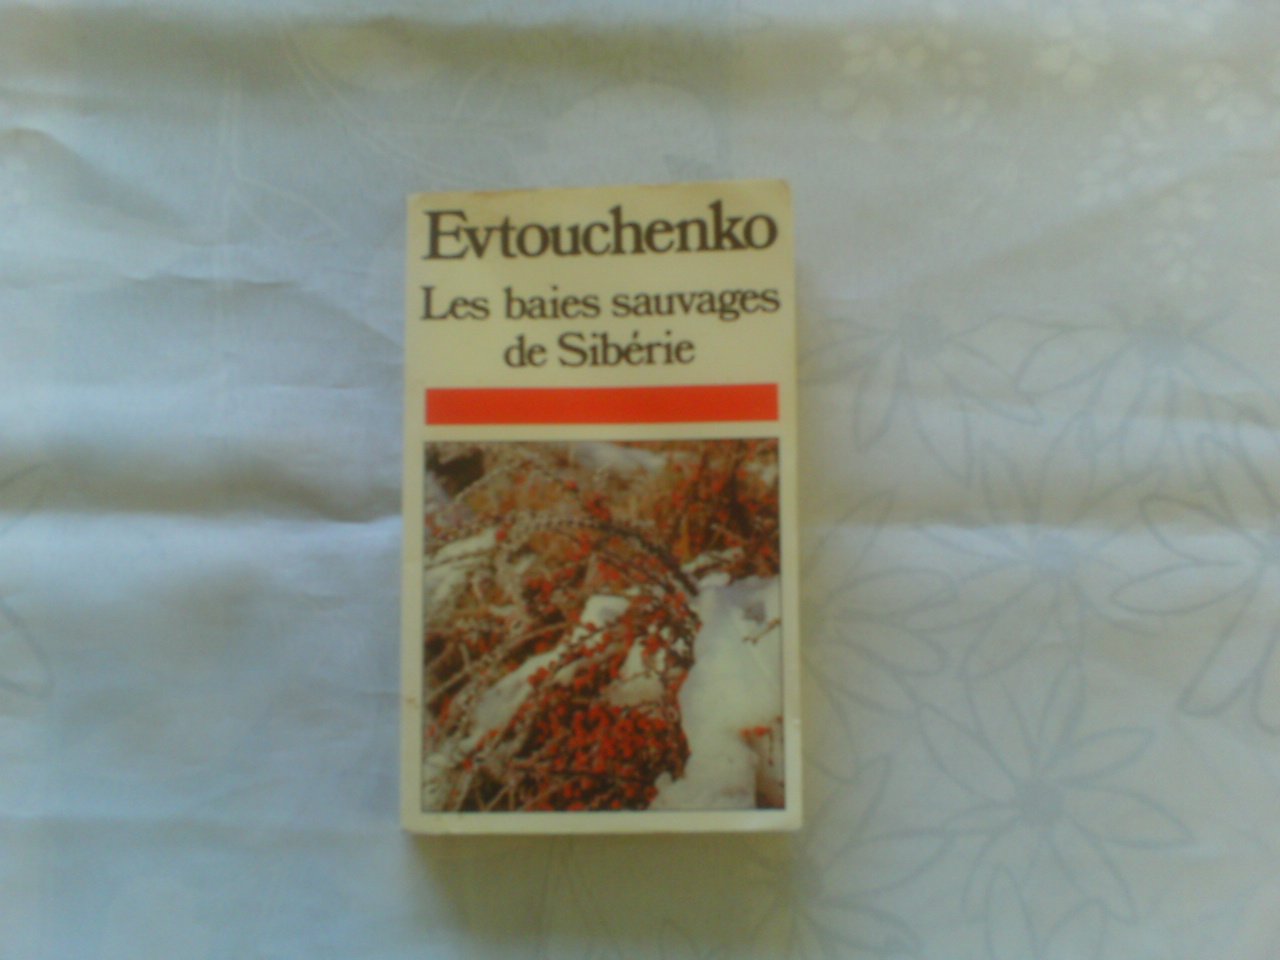 Evtouchenko
Les baies sauvages
de Sibérie